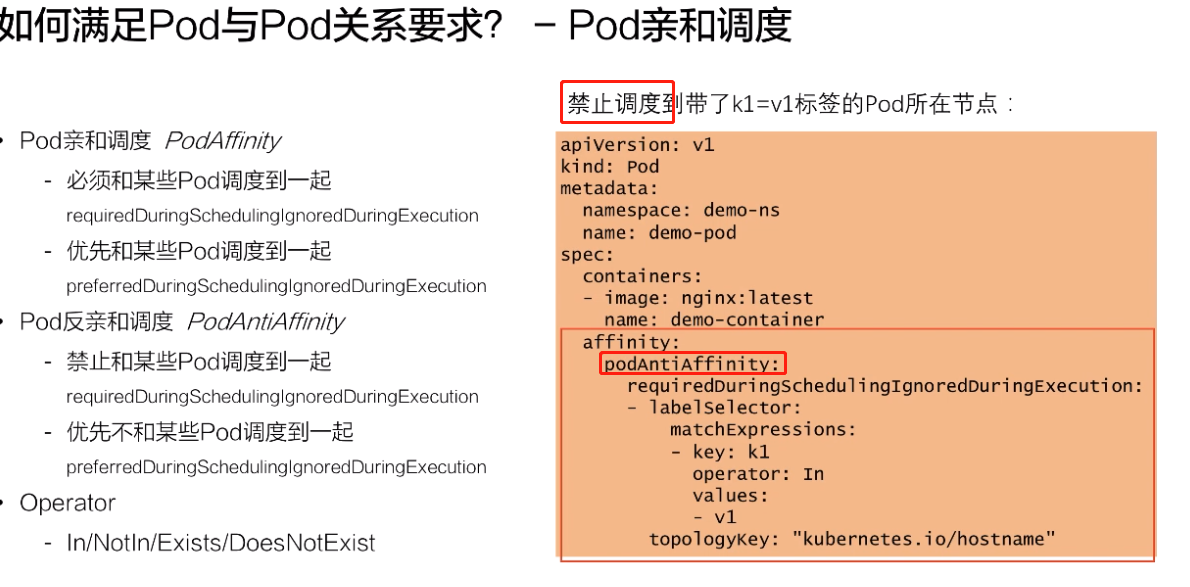 如何满足Pod与Pod关系要求？ – Pod亲和调度
• Pod亲和调度 PodAffinity
- 必须和某些Pod调度到一起
requiredDuringSchedulingIgnoredDuringExecution
- 优先和某些Pod调度到一起
preferredDuringSchedulingIgnoredDuringExecution
• Pod反亲和调度 PodAntiAffinity
- 禁止和某些Pod调度到一起
requiredDuringSchedulingIgnoredDuringExecution
- 优先不和某些Pod调度到一起
preferredDuringSchedulingIgnoredDuringExecution
• Operator
- In/NotIn/Exists/DoesNotExist
禁止调度到带了k1=v1标签的Pod所在节点：
apiVersion: v1
kind: Pod
metadata:
  namespace: demo-ns
  name: demo-pod
spec:
  containers:
  - image: nginx:latest
    name: demo-container
  affinity:
    podAntiAffinity:
      requiredDuringSchedulingIgnoredDuringExecution:
      - labelSelector:
          matchExpressions:
          - key: k1
            operator: In
            values:
            - v1
        topologyKey: "kubernetes.io/hostname"